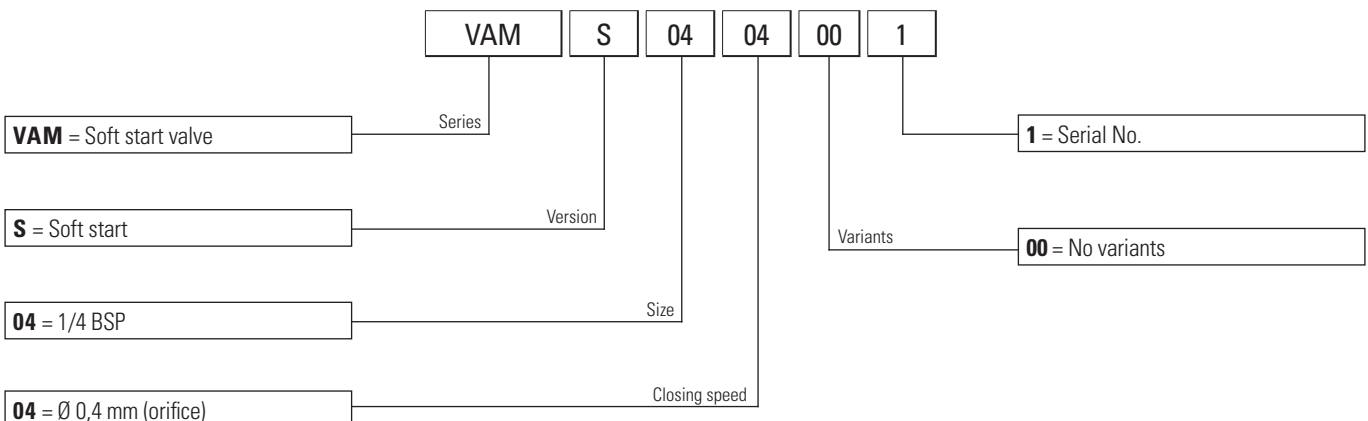 VAM S 04 04 00 1
Series
VAM = Soft start valve
1 = Serial No.
Version
S = Soft start
Variants
00 = No variants
Size
04 = 1/4 BSP
Closing speed
04 = Ø 0,4 mm (orifice)